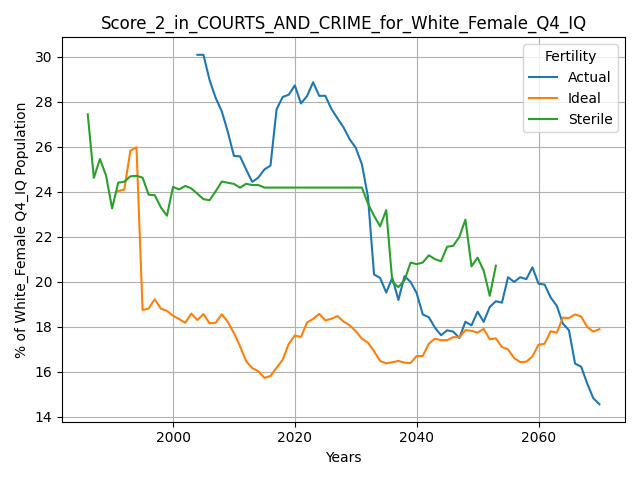 Score_2_in_COURTS_AND_CRIME_for_White_Female_Q4_IQ
% of White_Female Q4_IQ Population
30
28
26
24
22
20
18
16
14
2000
2020
2040
2060
Years
Fertility
Actual
Ideal
Sterile